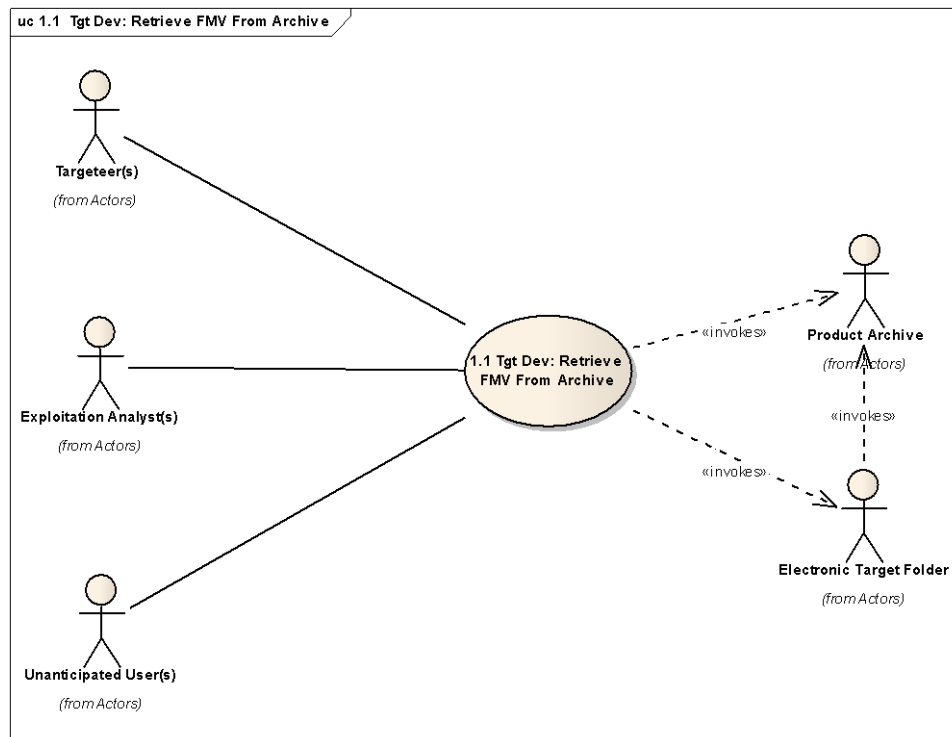 uc 1.1 Tgt Dev: Retrieve FMV From Archive
Targeteer(s)
(from Actors)
Exploitation Analyst(s)
(from Actors)
Unanticipated User(s)
(from Actors)
1.1 Tgt Dev: Retrieve
FMV From Archive
«invokes»
«invokes»
Product Archive
(from Actors)
«invokes»
Electronic Target Folder
(from Actors)